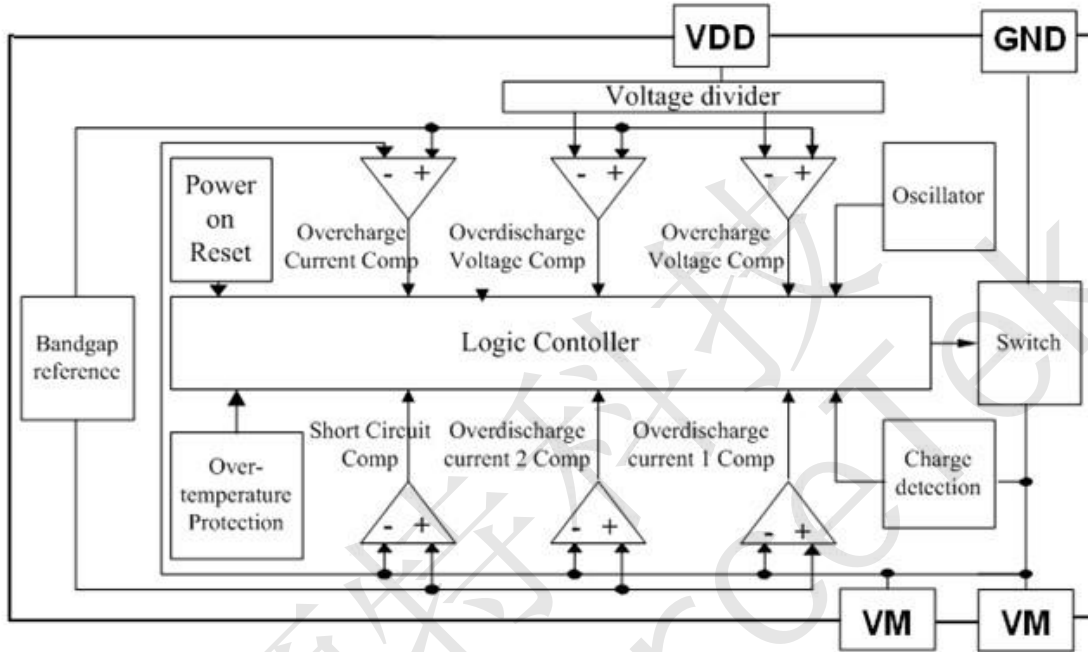 VDD
GND
Voltage divider
Power
on
Reset
- +
- +
- +
Oscillator
Overcharge
Current Comp
Overdischarge
Voltage Comp
Overcharge
Voltage Comp
Bandgap
reference
Logic Contoller
Switch
Short Circuit
Comp
Overdischarge
current 2 Comp
Overdischarge
current 1 Comp
Over-
temperature
Protection
Charge
detection
- +
- +
- +
VM
VM